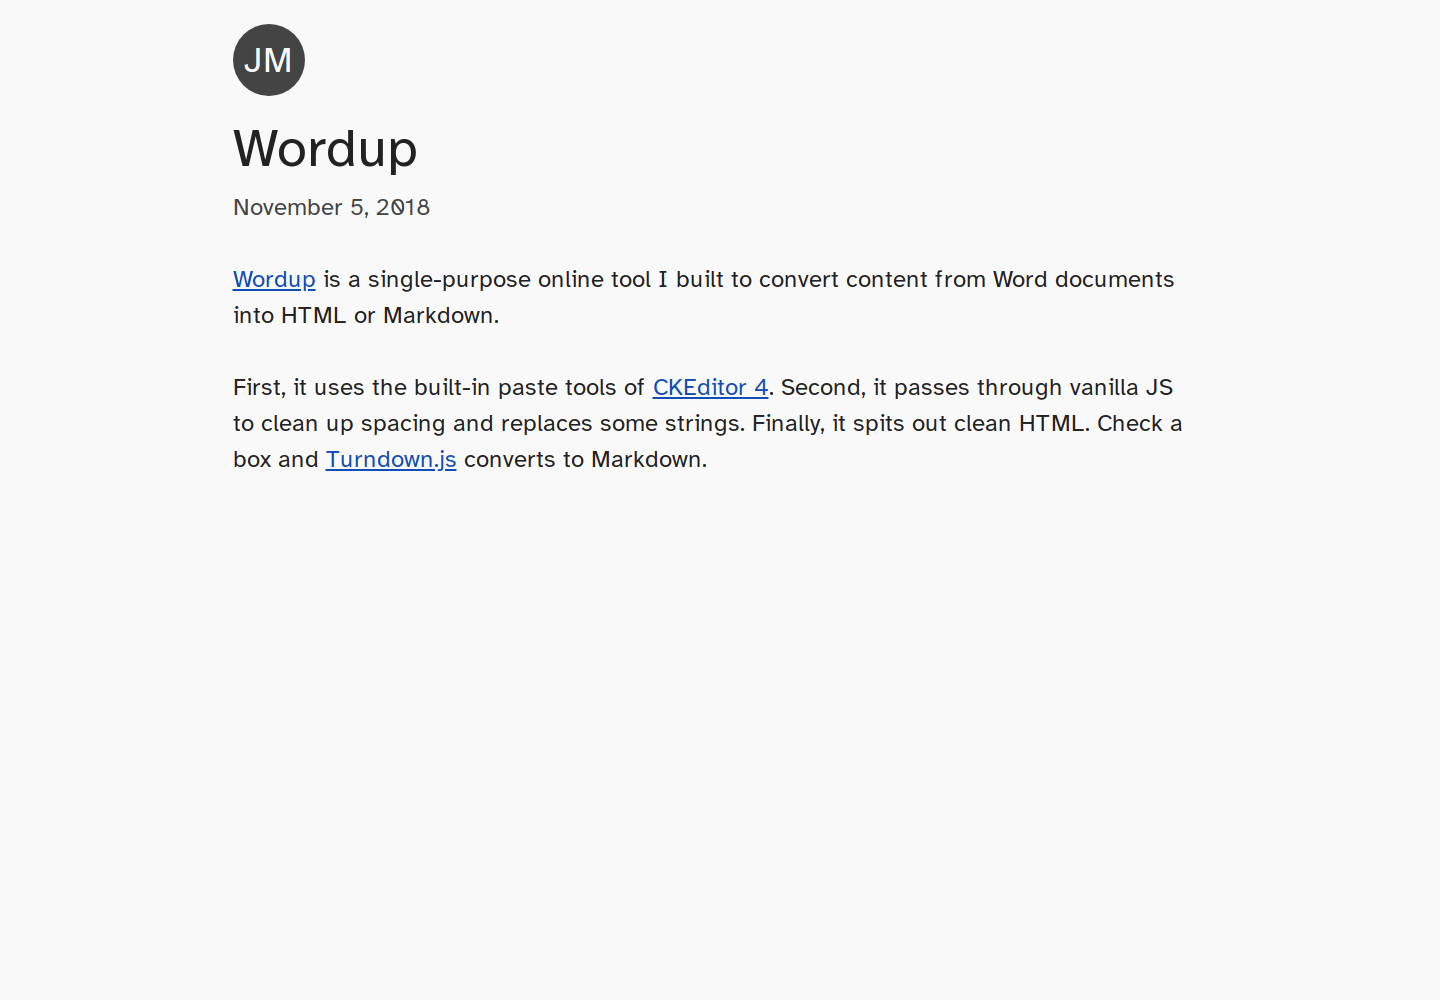 JM
Wordup
November 5, 2018
Wordup is a single-purpose online tool I built to convert content from Word documents
into HTML or Markdown.
First, it uses the built-in paste tools of CKEditor 4. Second, it passes through vanilla JS
to clean up spacing and replaces some strings. Finally, it spits out clean HTML. Check a
box and Turndown.js converts to Markdown.